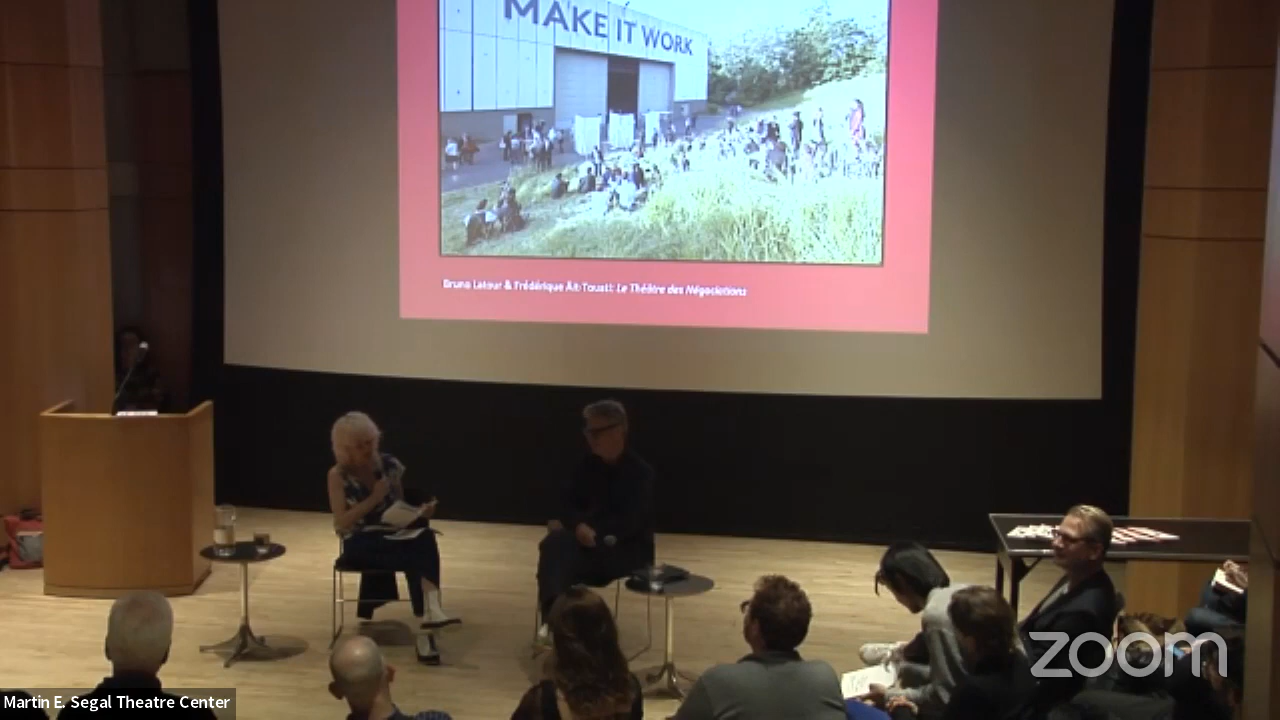 MAKE IT WORK
Bruno Latour & Frédérique Aït-Touati: Le Théâtre des Négociations
zoom
Martin E. Segal Theatre Center